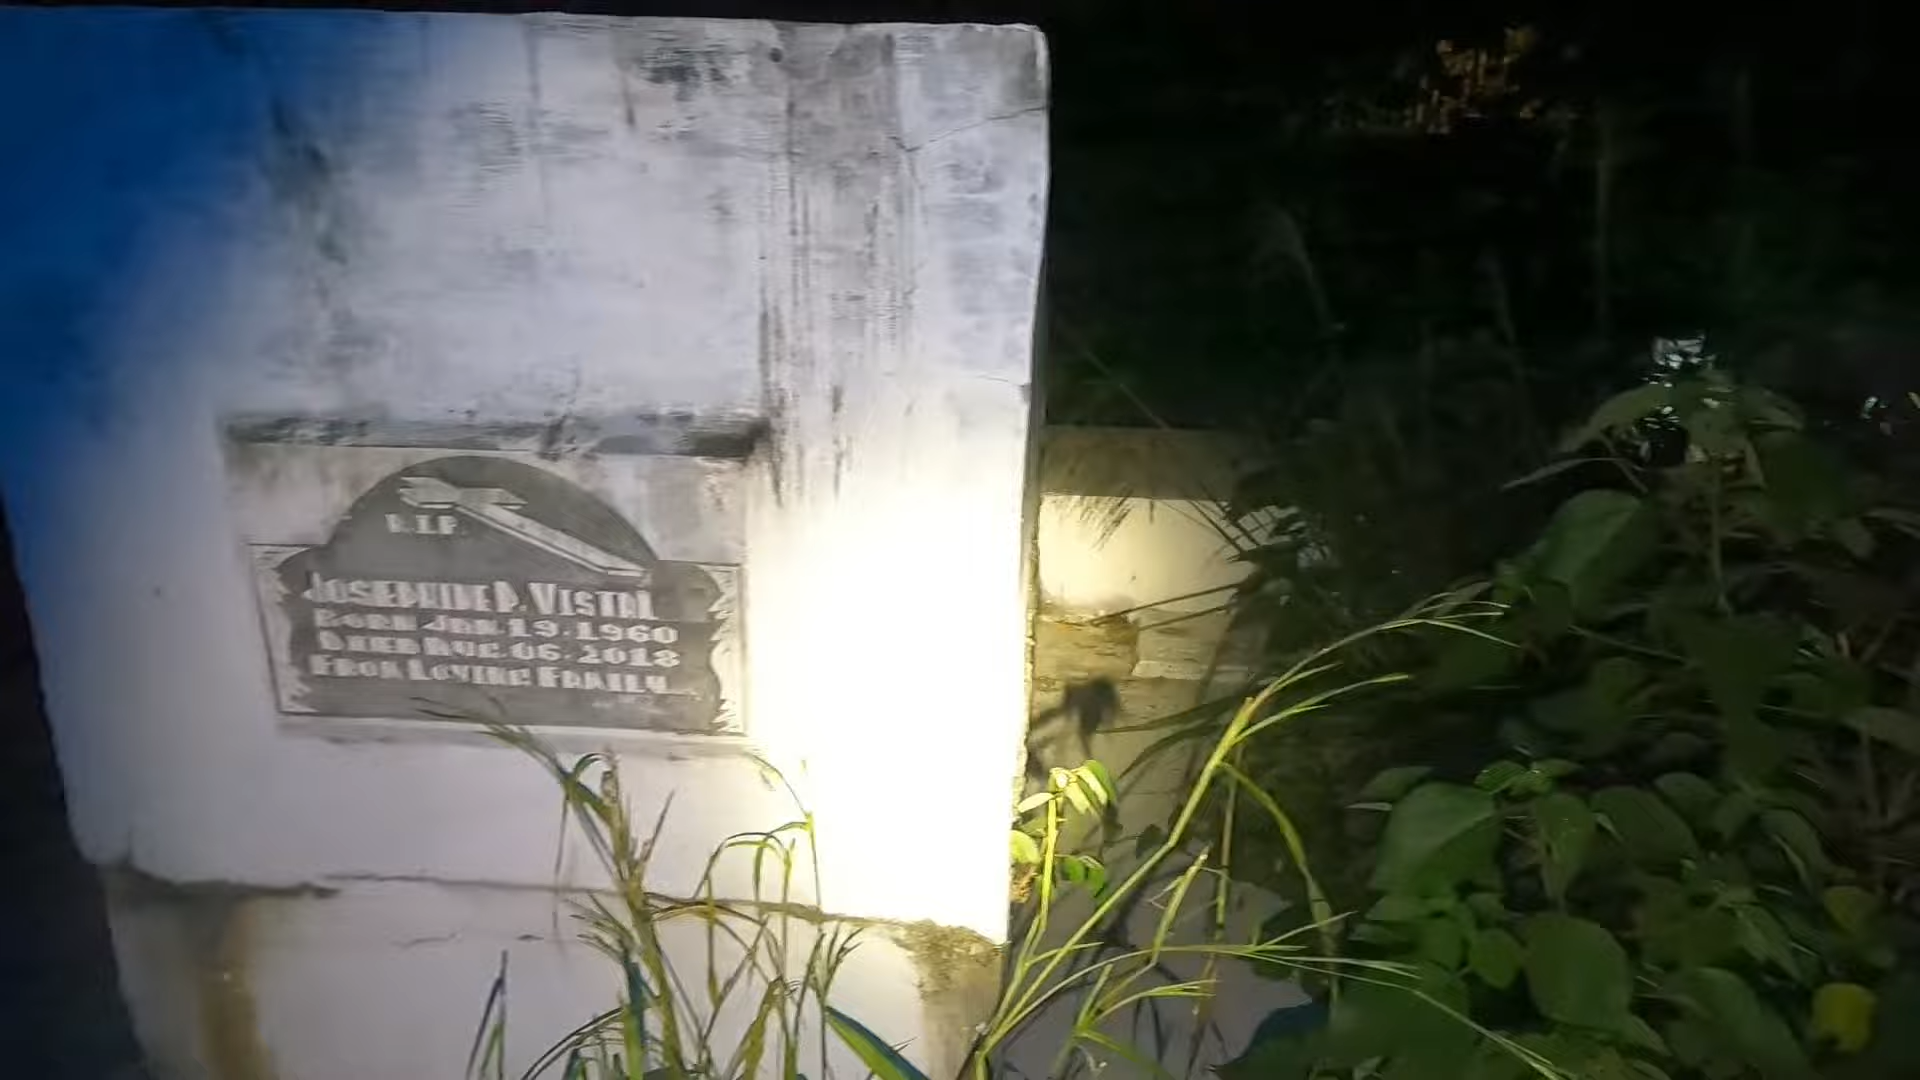 R.I.P.
JOSEPHINE P. VISTAL
BORN JAN. 19. 1960
DIED AUG. 06. 2018
FROM LOVING FAMILY